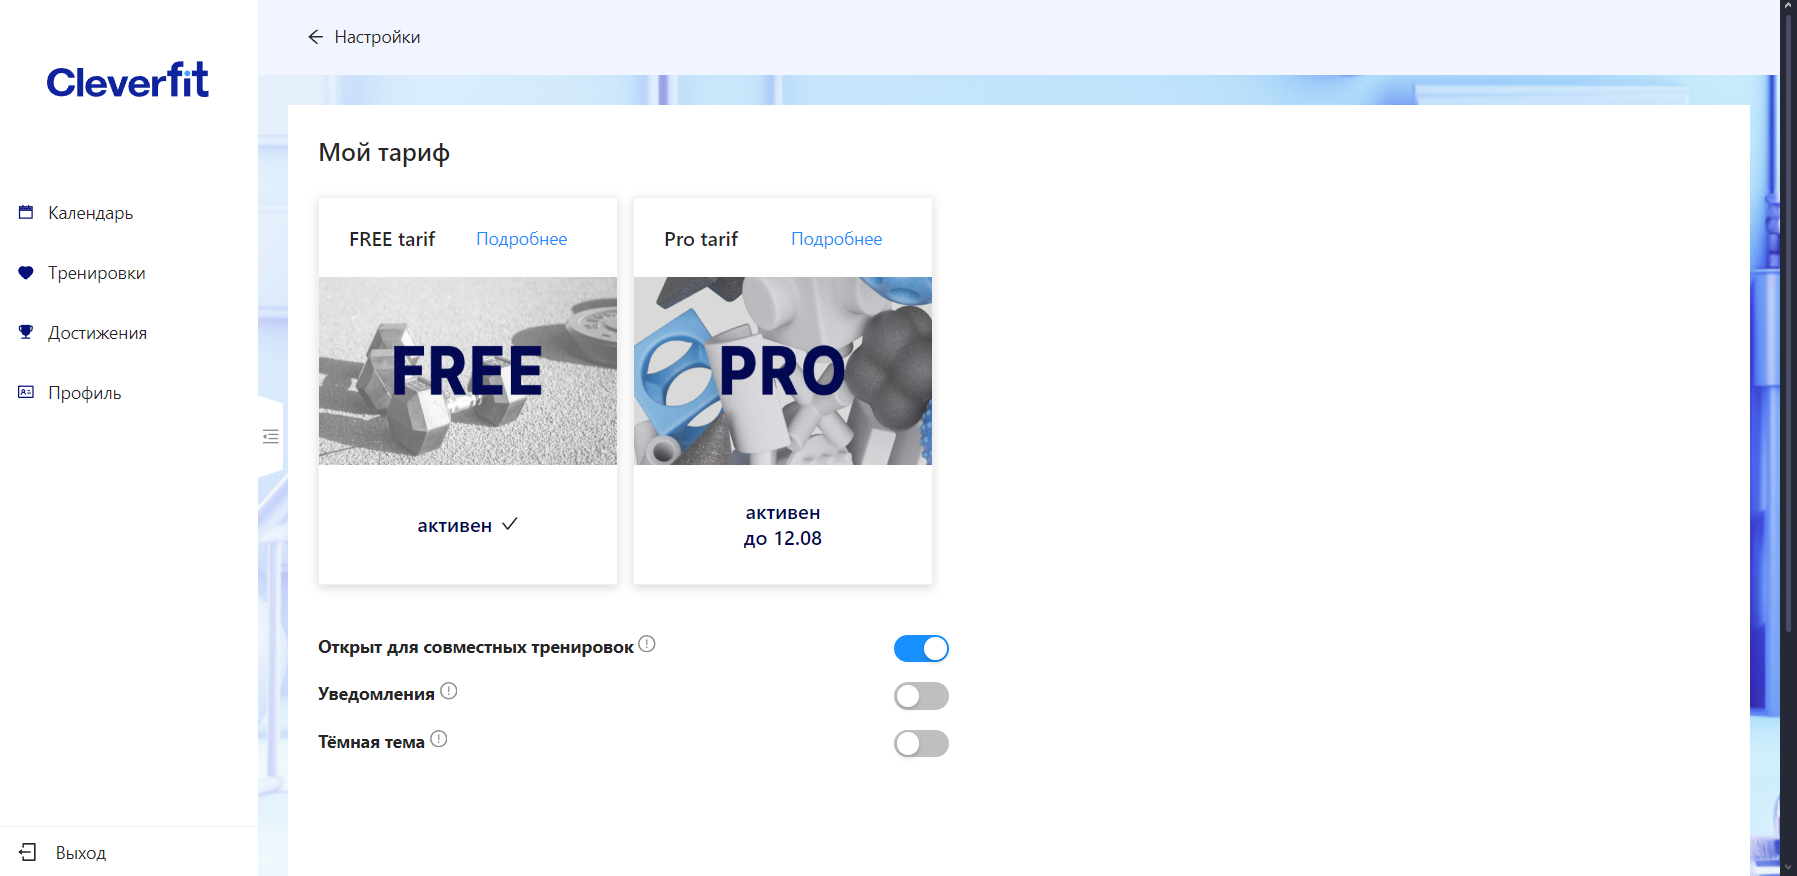 Настройки
Cleverfit
Календарь
Тренировки
Достижения
Профиль
Выход
Мой тариф
FREE tarif Подробнее
FREE
активен
Pro tarif Подробнее
PRO
активен
до 12.08
Открыт для совместных тренировок
Уведомления
Тёмная тема